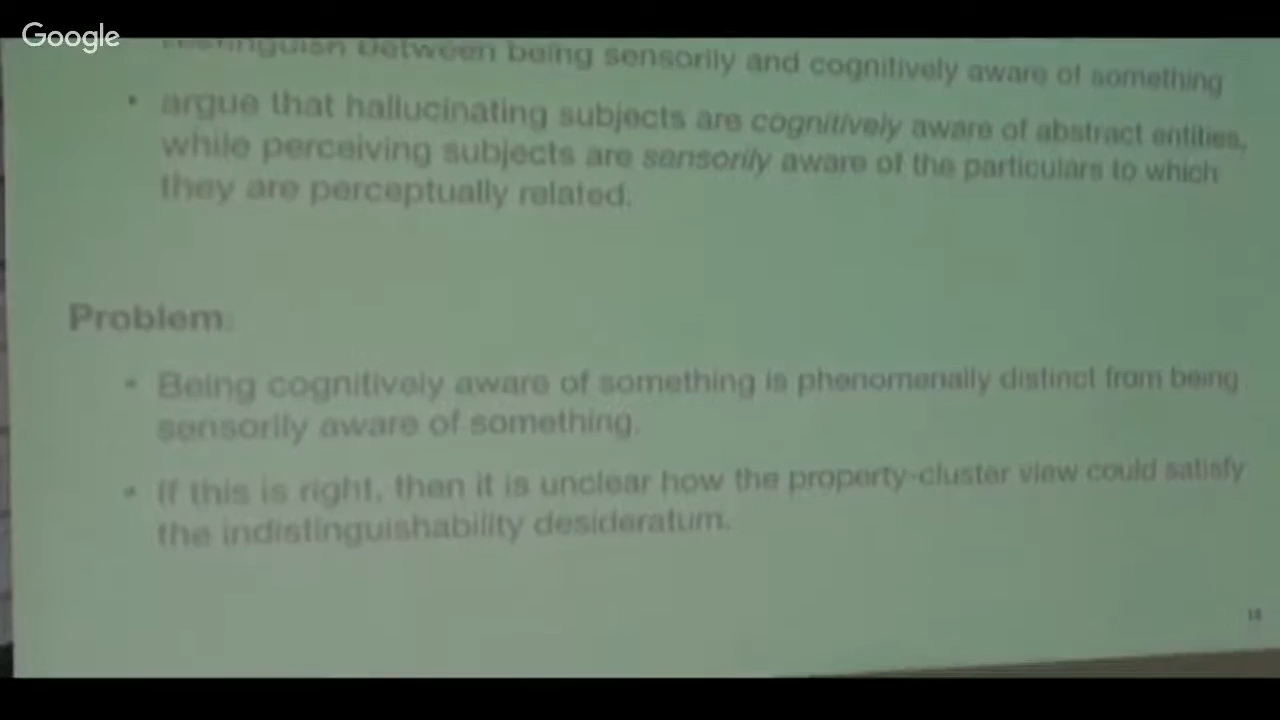 Google
between being sensorily and cognitively aware of something
• argue that hallucinating subjects are cognitively aware of abstract entities,
while perceiving subjects are sensorily aware of the particulars to which
they are perceptually related.
Problem:
• Being cognitively aware of something is phenomenally distinct from being
sensorily aware of something.
• If this is right, then it is unclear how the property-cluster view could satisfy
the indistinguishability desideratum.